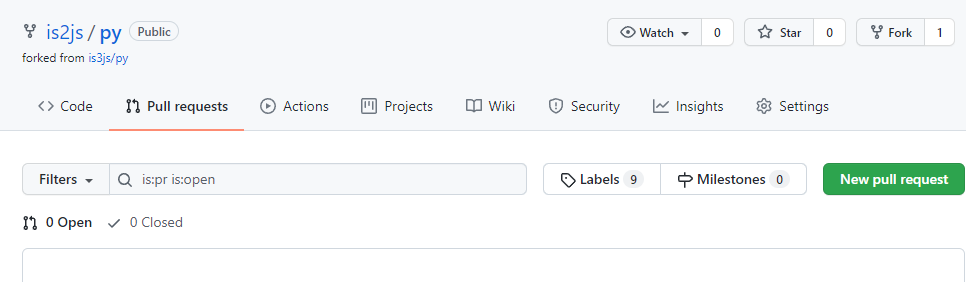 is2js / py Public Watch 0 Star 0 Fork 1
forked from is3js/py
Code Pull requests Actions Projects Wiki Security Insights Settings
Filters is:pr is:open Labels 9 Milestones 0 New pull request
0 Open 0 Closed